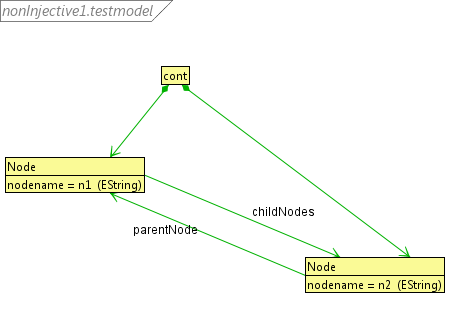 nonInjective1.testmodel
cont
Node
nodename = n1 (EString)
childNodes
parentNode
Node
nodename = n2 (EString)